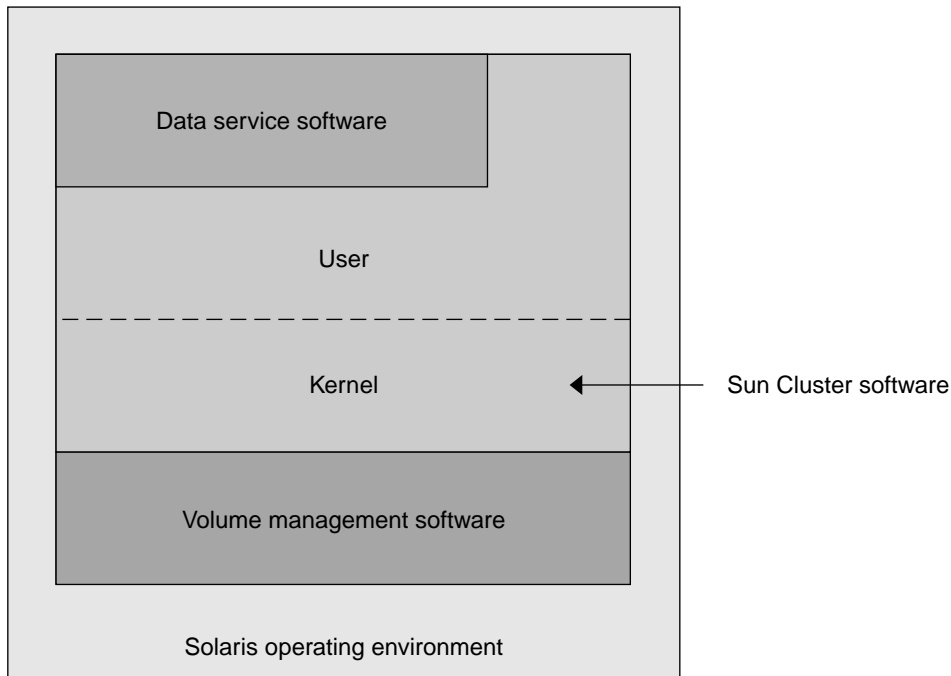 Data service software
User
Kernel
Sun Cluster software
Volume management software
Solaris operating environment